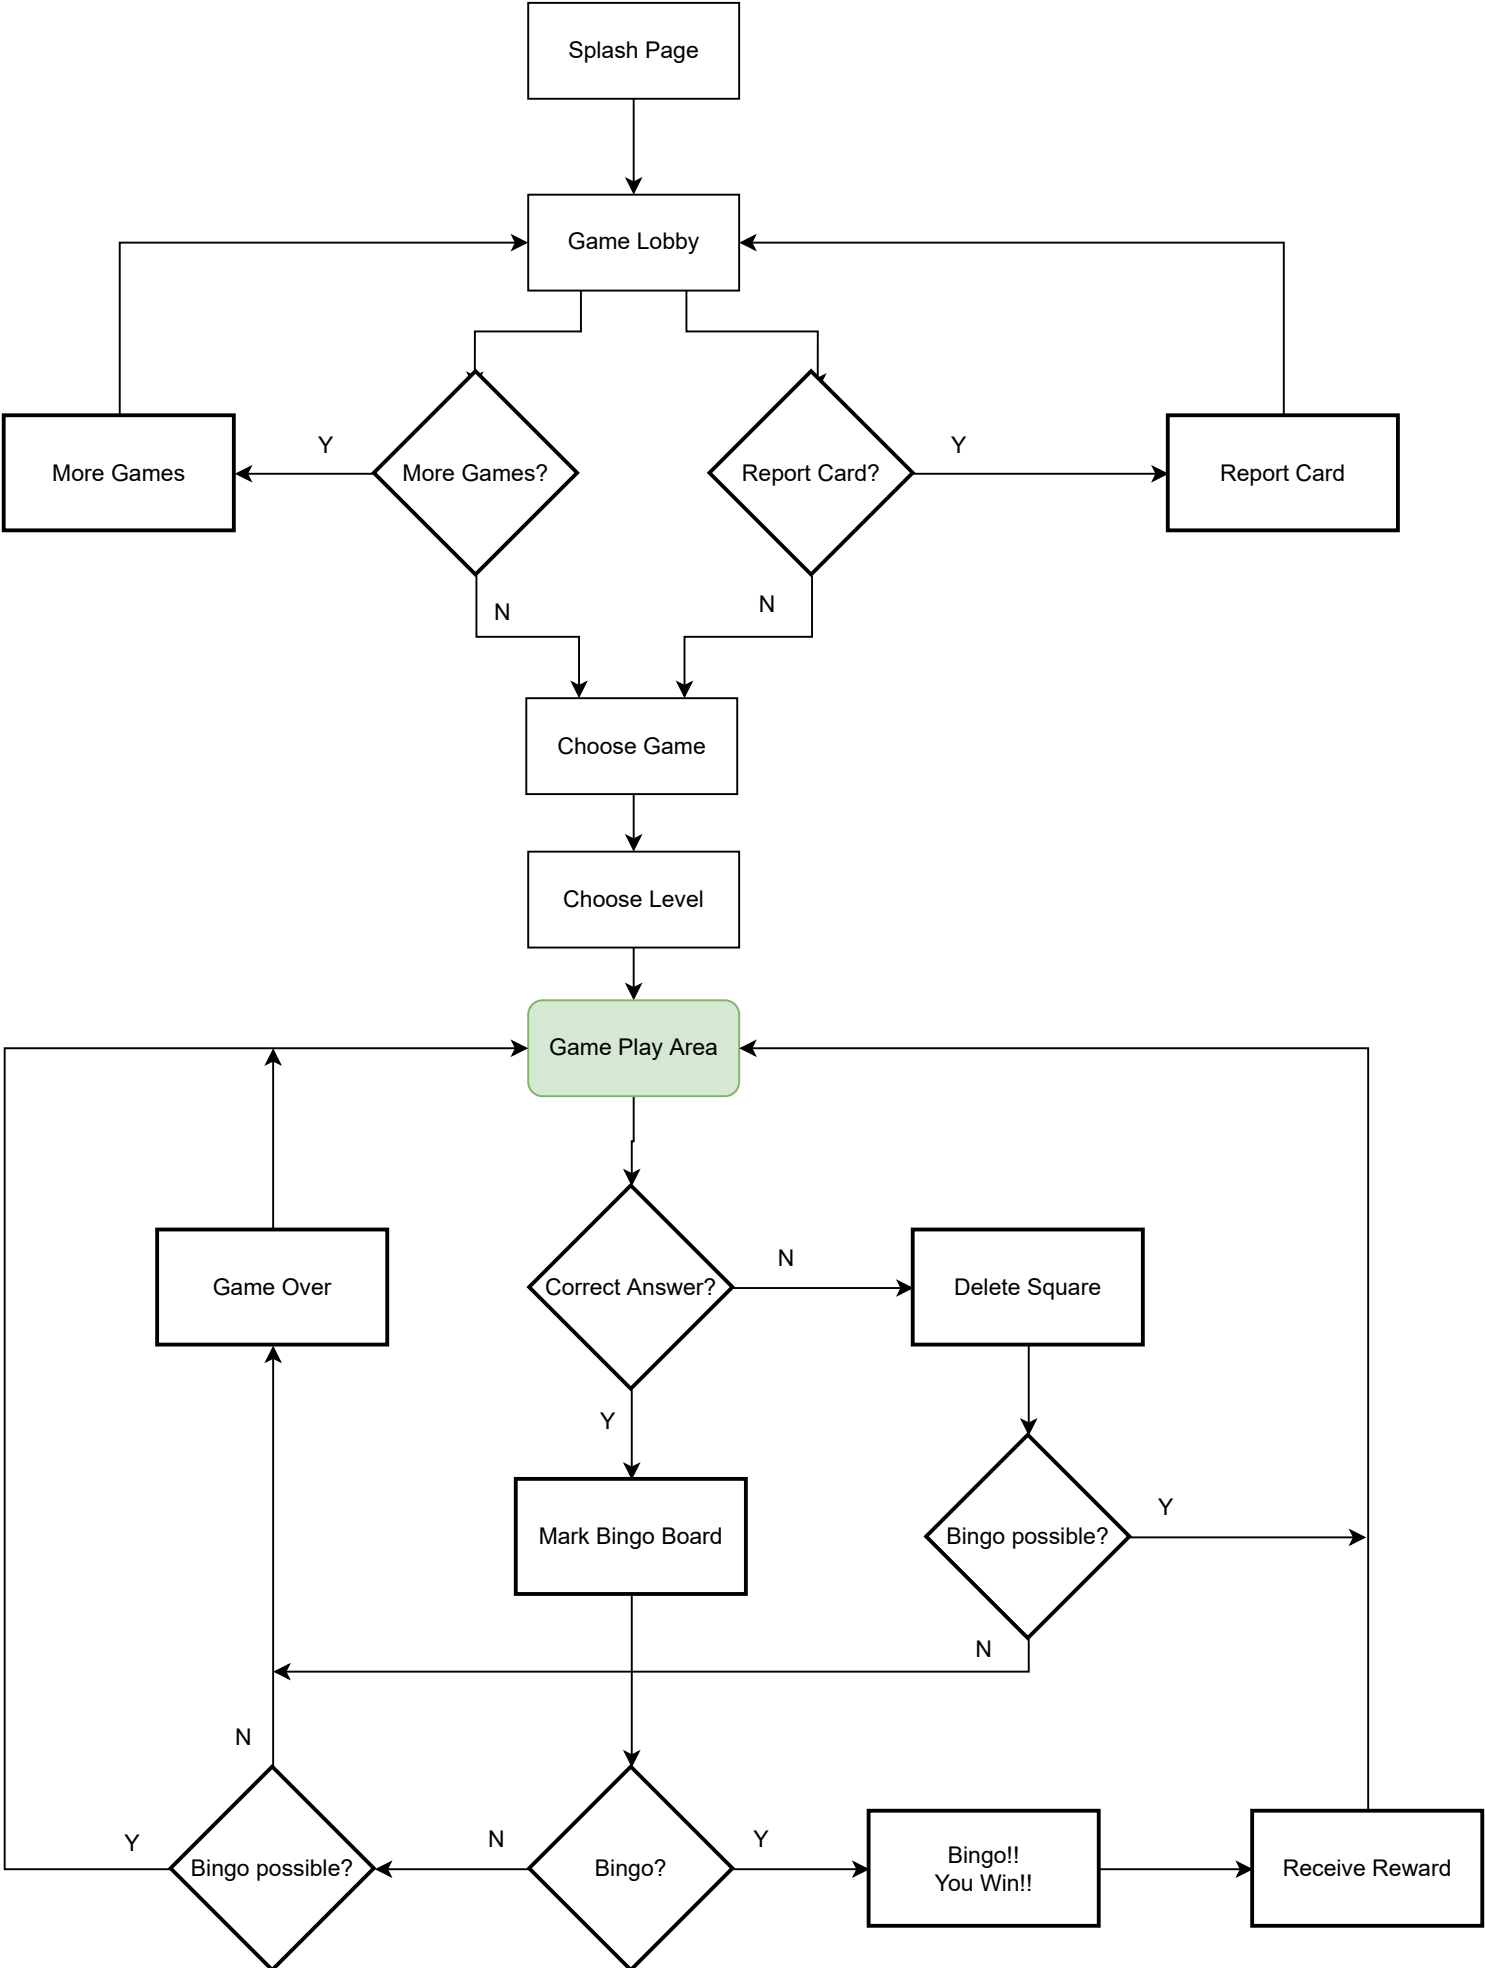 Splash Page
Game Lobby
Y
Y
More Games
More Games?
Report Card?
Report Card
N
N
Choose Game
Choose Level
Game Play Area
N
Game Over
Correct Answer?
Delete Square
Y
Y
Mark Bingo Board
Bingo possible?
N
N
Y
N
Y
Bingo possible?
Bingo?
Bingo!!
You Win!!
Receive Reward